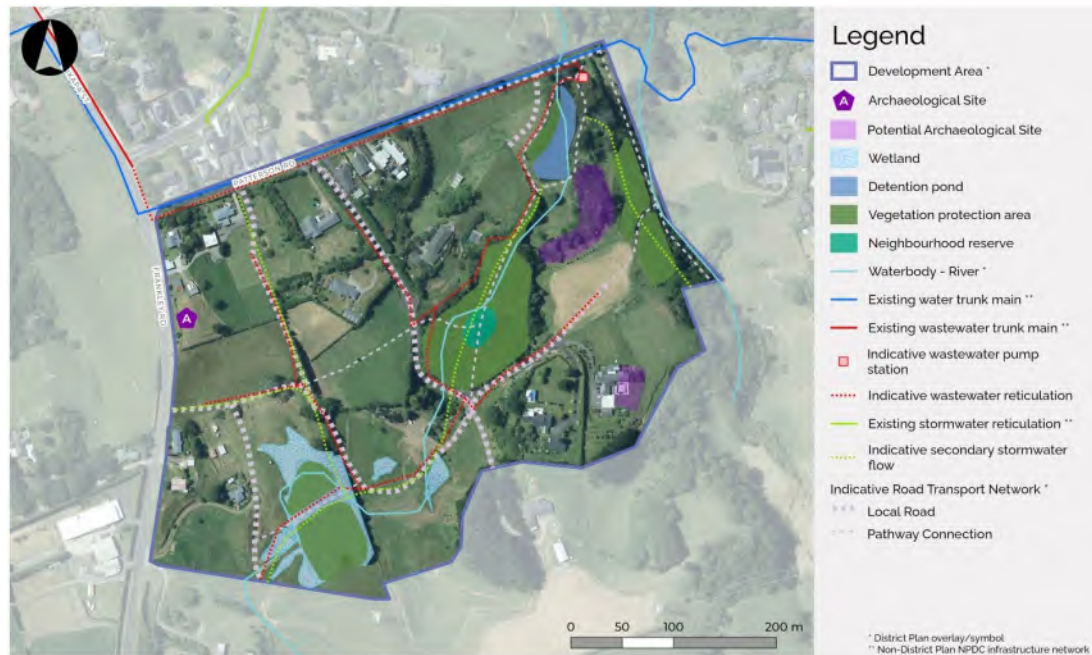 KAIMI ST
PATTERSON RD
FRANKLEY RD
A
0 50 100 200 m
Legend
Development Area *
A Archaeological Site
Potential Archaeological Site
Wetland
Detention pond
Vegetation protection area
Neighbourhood reserve
Waterbody - River *
Existing water trunk main **
Existing wastewater trunk main **
Indicative wastewater pump
station
Indicative wastewater reticulation
Existing stormwater reticulation **
Indicative secondary stormwater
flow
Indicative Road Transport Network *
Local Road
Pathway Connection
* District Plan overlay/symbol
** Non-District Plan NPDC infrastructure network